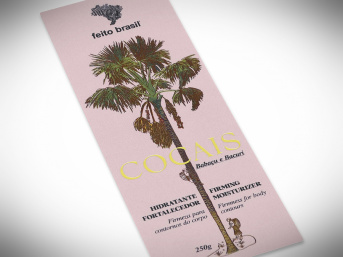 feito brasil
COCAIS
Babaçu e Bacuri
HIDRATANTE
FORTALECEDOR
Firmeza para
contornos do corpo
FIRMING
MOISTURIZER
Firmness for body
contours
250g